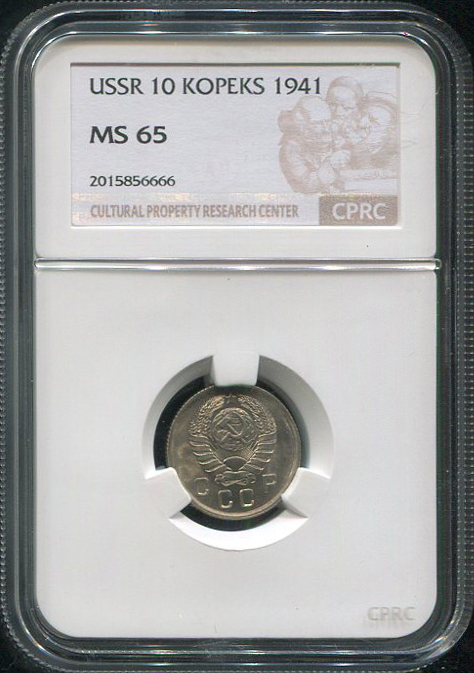 USSR 10 KOPEKS 1941
MS 65
2015856666
CULTURAL PROPERTY RESEARCH CENTER CPRC
СССР
CPRC